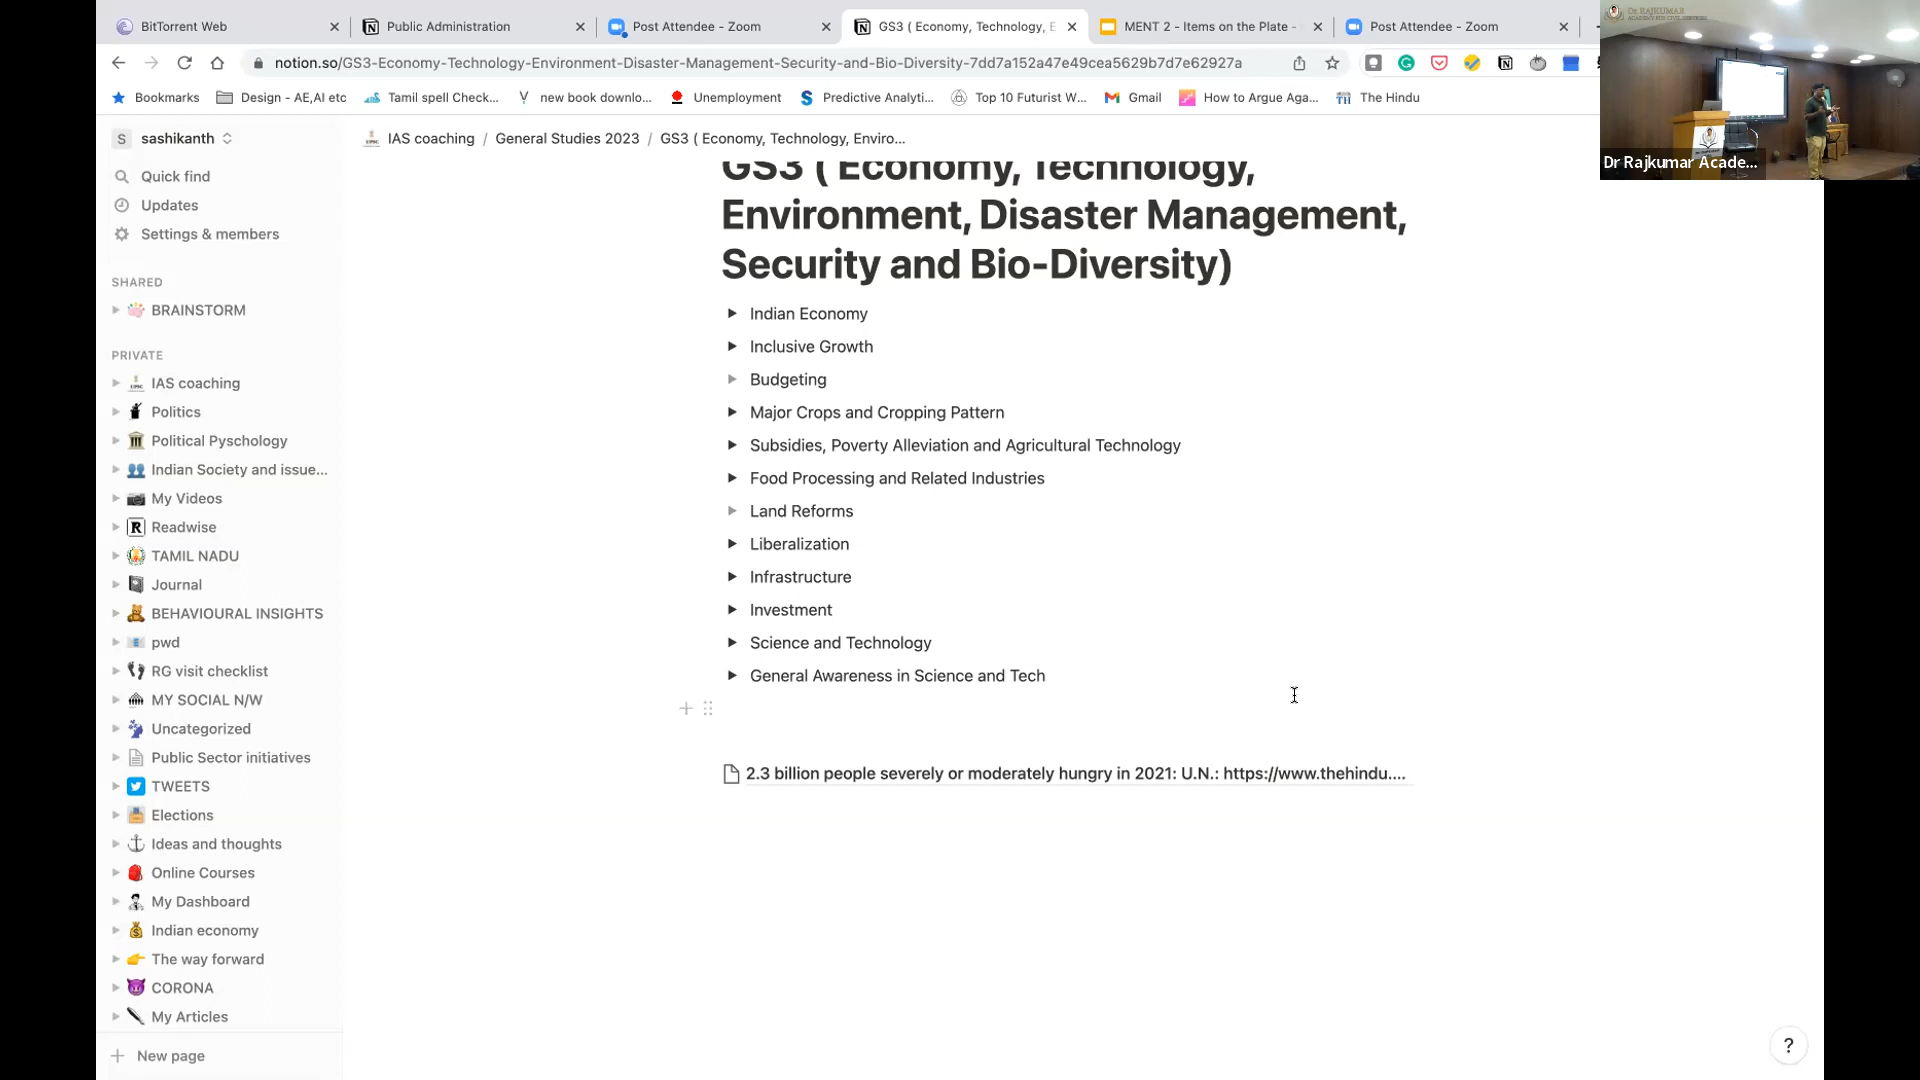 BitTorrent Web
Public Administration
Post Attendee - Zoom
GS3 ( Economy, Technology, E
MENT 2 - Items on the Plate -
Post Attendee - Zoom
notion.so/GS3-Economy-Technology-Environment-Disaster-Management-Security-and-Bio-Diversity-7dd7a152a47e49cea5629b7d7e62927a
Bookmarks
Design - AE,AI etc
Tamil spell Check...
new book downlo...
Unemployment
Predictive Analyti...
Top 10 Futurist W...
Gmail
How to Argue Aga...
The Hindu
Dr Rajkumar Acade...
S sashikanth
Quick find
Updates
Settings & members
SHARED
BRAINSTORM
PRIVATE
IAS coaching
Politics
Political Pyschology
Indian Society and issue...
My Videos
Readwise
TAMIL NADU
Journal
BEHAVIOURAL INSIGHTS
pwd
RG visit checklist
MY SOCIAL N/W
Uncategorized
Public Sector initiatives
TWEETS
Elections
Ideas and thoughts
Online Courses
My Dashboard
Indian economy
The way forward
CORONA
My Articles
New page
IAS coaching / General Studies 2023 / GS3 ( Economy, Technology, Enviro...
GS3 ( Economy, Technology,
Environment, Disaster Management,
Security and Bio-Diversity)
Indian Economy
Inclusive Growth
Budgeting
Major Crops and Cropping Pattern
Subsidies, Poverty Alleviation and Agricultural Technology
Food Processing and Related Industries
Land Reforms
Liberalization
Infrastructure
Investment
Science and Technology
General Awareness in Science and Tech
2.3 billion people severely or moderately hungry in 2021: U.N.: https://www.thehindu....
?